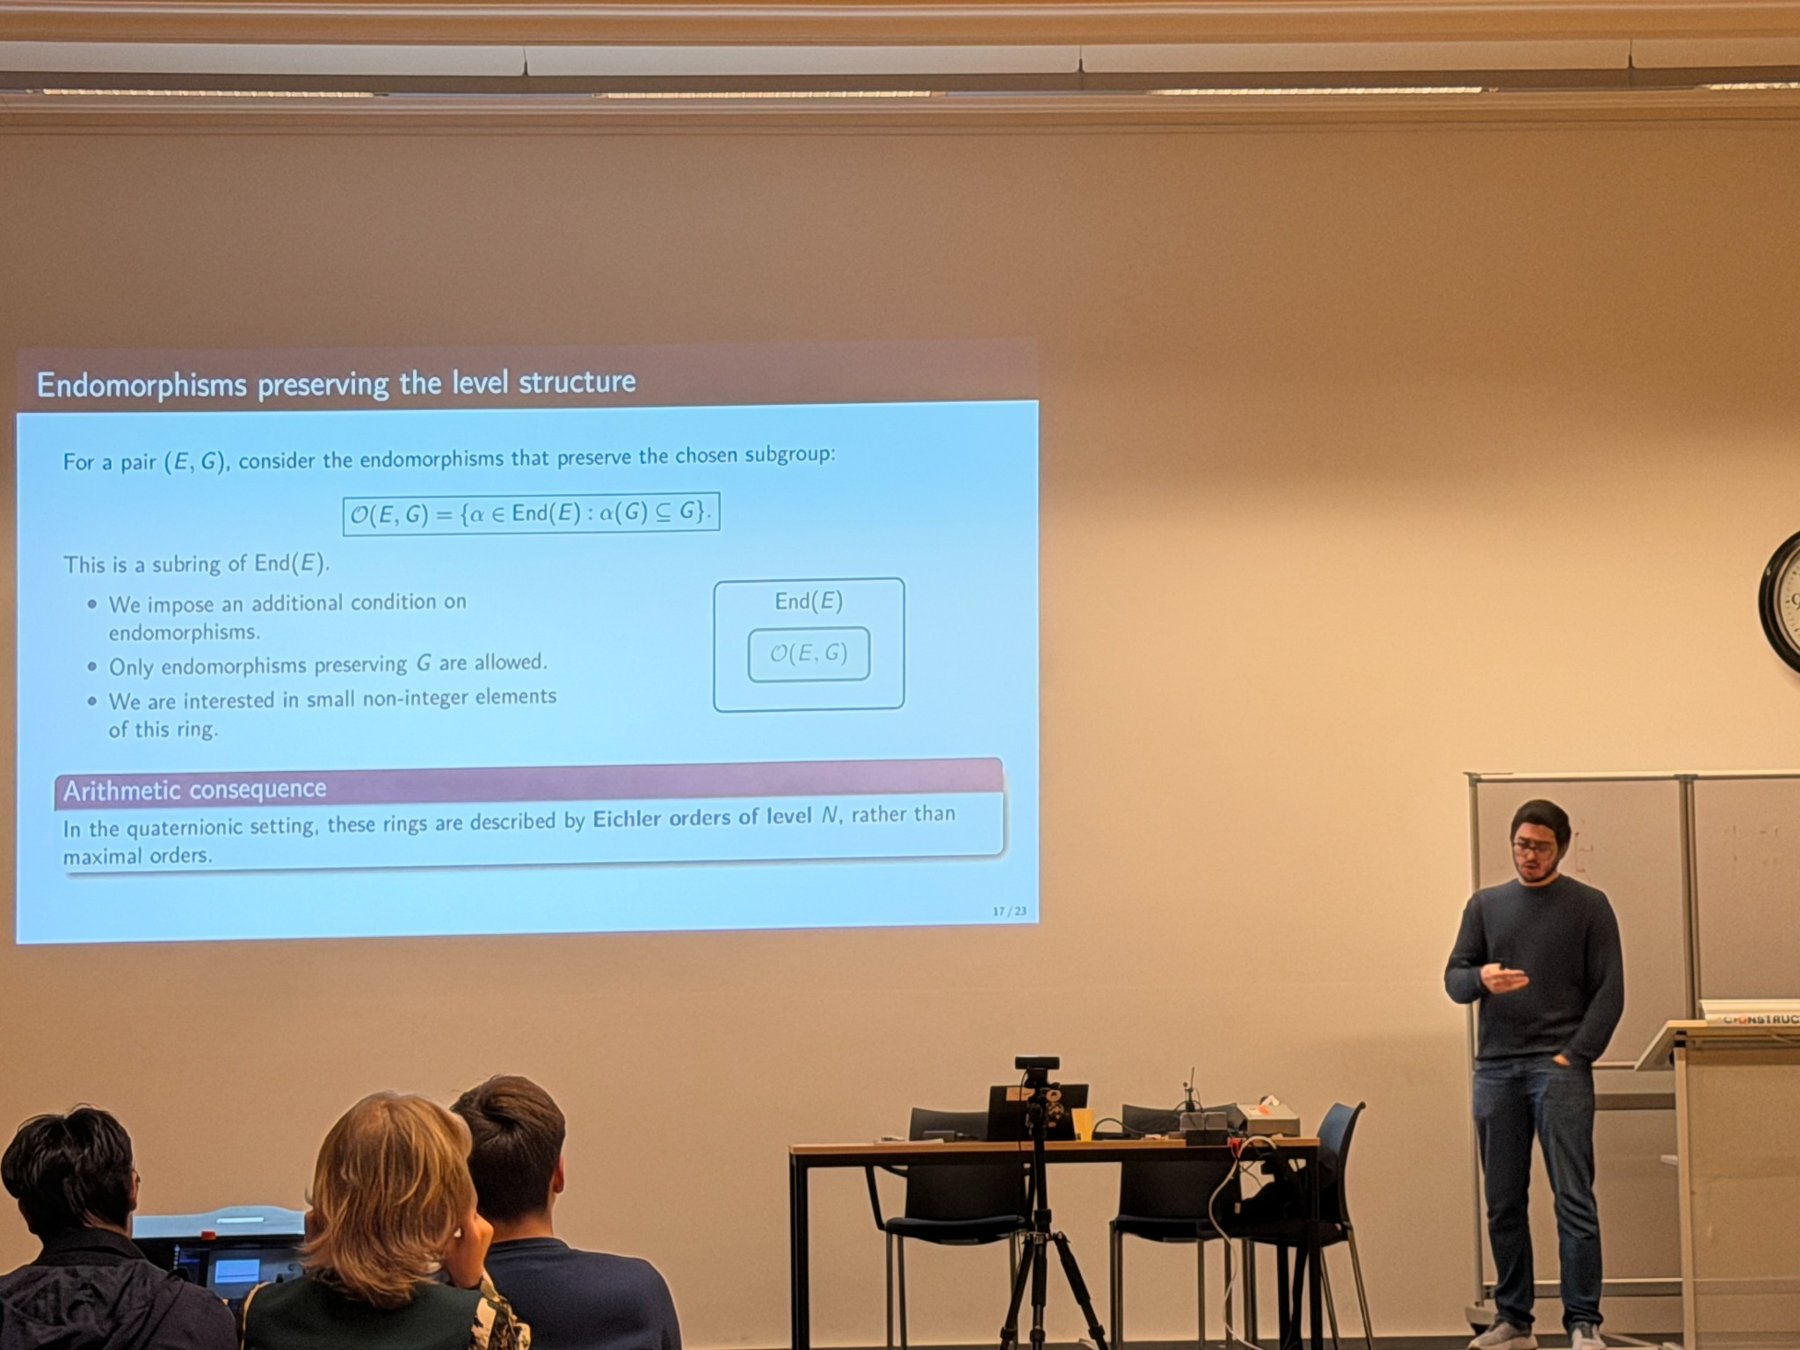 Endomorphisms preserving the level structure
For a pair (E, G), consider the endomorphisms that preserve the chosen subgroup:
𝒪(E, G) = {α ∈ End(E) : α(G) ⊆ G}.
This is a subring of End(E).
• We impose an additional condition on
endomorphisms.
• Only endomorphisms preserving G are allowed.
• We are interested in small non-integer elements
of this ring.
End(E)
𝒪(E, G)
Arithmetic consequence
In the quaternionic setting, these rings are described by Eichler orders of level N, rather than
maximal orders.
17 / 23
9
CONSTRUC